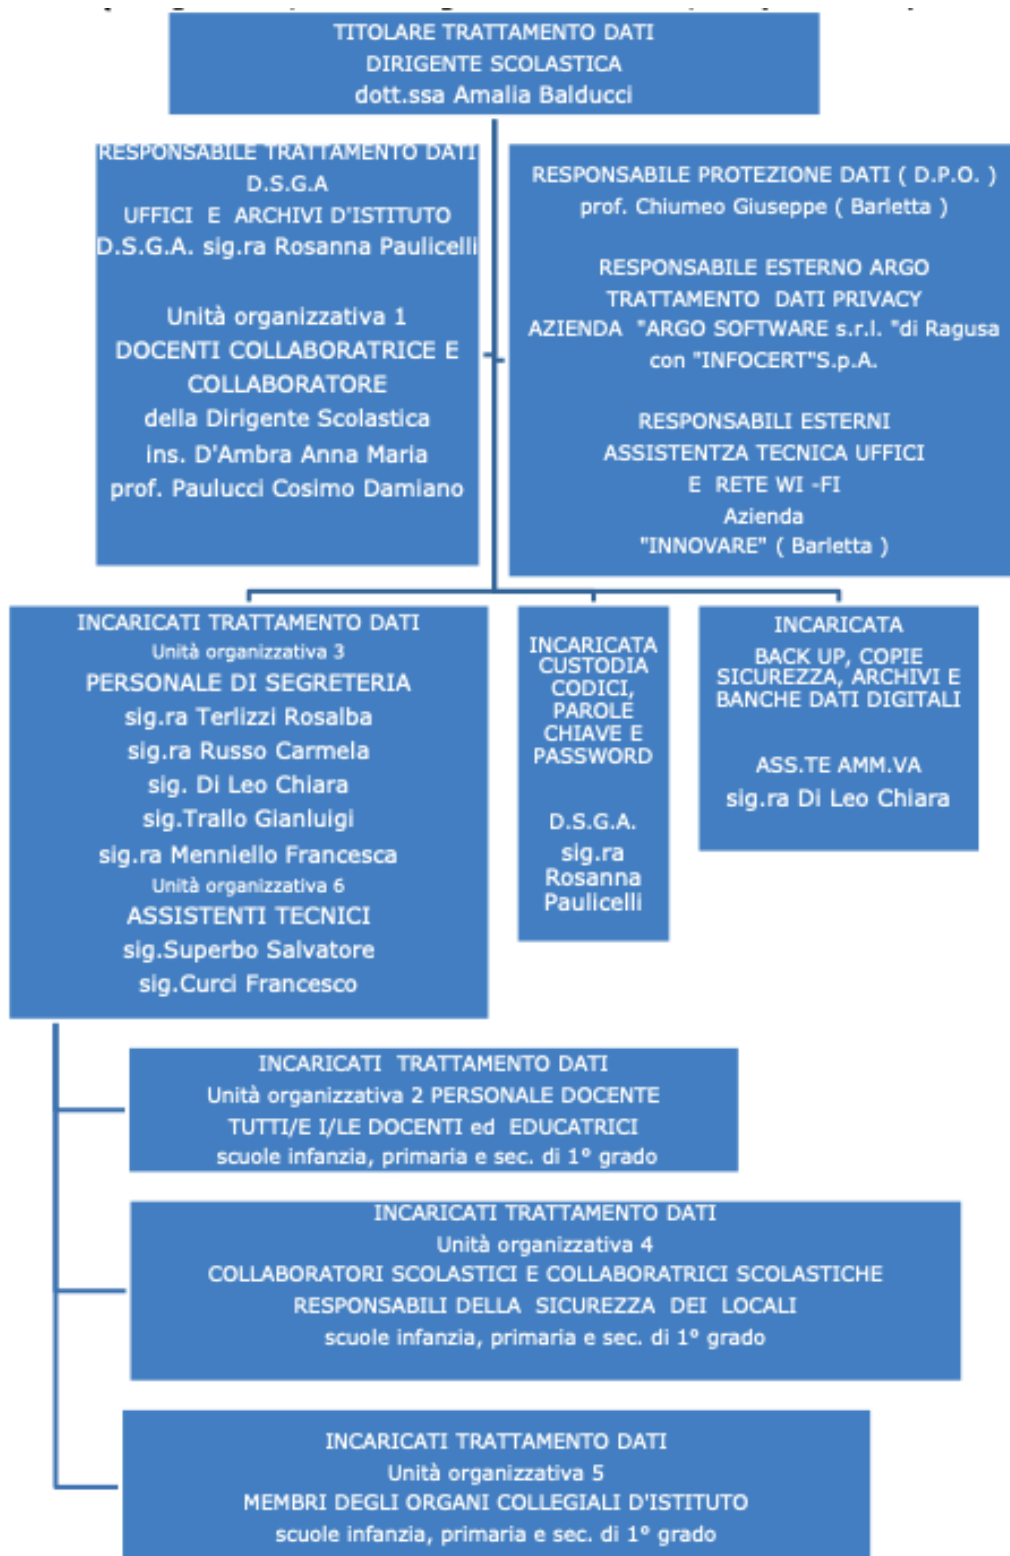 TITOLARE TRATTAMENTO DATI
DIRIGENTE SCOLASTICA
dott.ssa Amalia Balducci
RESPONSABILE TRATTAMENTO DATI
D.S.G.A
UFFICI E ARCHIVI D'ISTITUTO
D.S.G.A. sig.ra Rosanna Paulicelli
Unità organizzativa 1
DOCENTI COLLABORATRICE E
COLLABORATORE
della Dirigente Scolastica
ins. D'Ambra Anna Maria
prof. Paulucci Cosimo Damiano
RESPONSABILE PROTEZIONE DATI ( D.P.O. )
prof. Chiumeo Giuseppe ( Barletta )
RESPONSABILE ESTERNO ARGO
TRATTAMENTO DATI PRIVACY
AZIENDA "ARGO SOFTWARE s.r.l. "di Ragusa
con "INFOCERT"S.p.A.
RESPONSABILI ESTERNI
ASSISTENTZA TECNICA UFFICI
E RETE WI -FI
Azienda
"INNOVARE" ( Barletta )
INCARICATI TRATTAMENTO DATI
Unità organizzativa 3
PERSONALE DI SEGRETERIA
sig.ra Terlizzi Rosalba
sig.ra Russo Carmela
sig. Di Leo Chiara
sig.Trallo Gianluigi
sig.ra Menniello Francesca
Unità organizzativa 6
ASSISTENTI TECNICI
sig.Superbo Salvatore
sig.Curci Francesco
INCARICATA
CUSTODIA
CODICI,
PAROLE
CHIAVE E
PASSWORD
D.S.G.A.
sig.ra
Rosanna
Paulicelli
INCARICATA
BACK UP, COPIE
SICUREZZA, ARCHIVI E
BANCHE DATI DIGITALI
ASS.TE AMM.VA
sig.ra Di Leo Chiara
INCARICATI TRATTAMENTO DATI
Unità organizzativa 2 PERSONALE DOCENTE
TUTTI/E I/LE DOCENTI ed EDUCATRICI
scuole infanzia, primaria e sec. di 1° grado
INCARICATI TRATTAMENTO DATI
Unità organizzativa 4
COLLABORATORI SCOLASTICI E COLLABORATRICI SCOLASTICHE
RESPONSABILI DELLA SICUREZZA DEI LOCALI
scuole infanzia, primaria e sec. di 1° grado
INCARICATI TRATTAMENTO DATI
Unità organizzativa 5
MEMBRI DEGLI ORGANI COLLEGIALI D'ISTITUTO
scuole infanzia, primaria e sec. di 1° grado